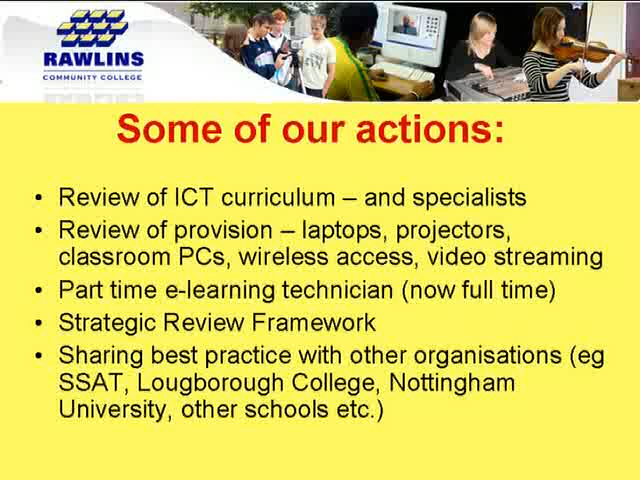 RAWLINS
COMMUNITY COLLEGE
Some of our actions:
• Review of ICT curriculum – and specialists
• Review of provision – laptops, projectors,
classroom PCs, wireless access, video streaming
• Part time e-learning technician (now full time)
• Strategic Review Framework
• Sharing best practice with other organisations (eg
SSAT, Lougborough College, Nottingham
University, other schools etc.)